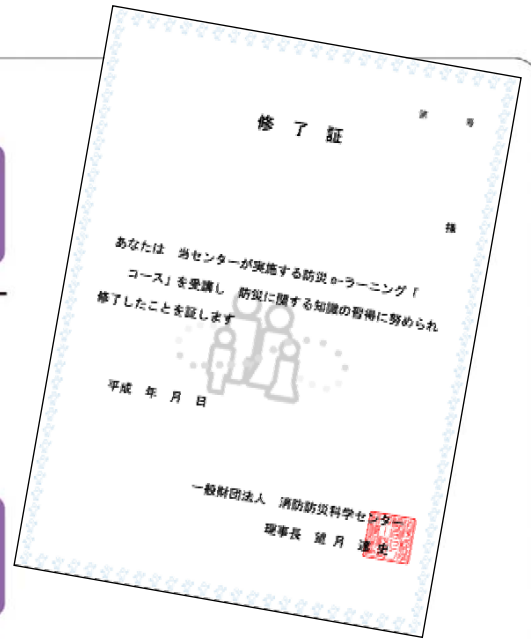 第　　号
修 了 証
様
あなたは　当センターが実施する防災 e-ラーニング「
コース」を受講し　防災に関する知識の習得に努められ
修了したことを証します
平成　年　月　日
一般財団法人　消防防災科学センター
理事長　望 月 達 史